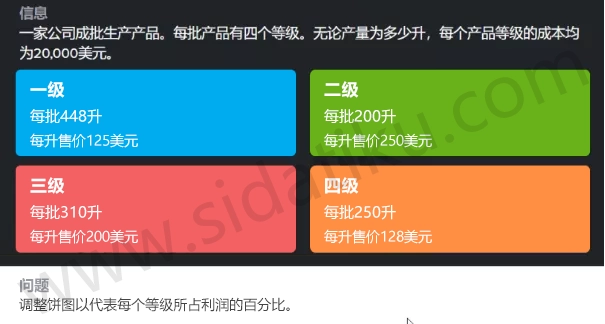 信息
一家公司成批生产产品。每批产品有四个等级。无论产量为多少升，每个产品等级的成本均
为20,000美元。
一级
每批448升
每升售价125美元
二级
每批200升
每升售价250美元
三级
每批310升
每升售价200美元
四级
每批250升
每升售价128美元
www.sidatiku.com
问题
调整饼图以代表每个等级所占利润的百分比。